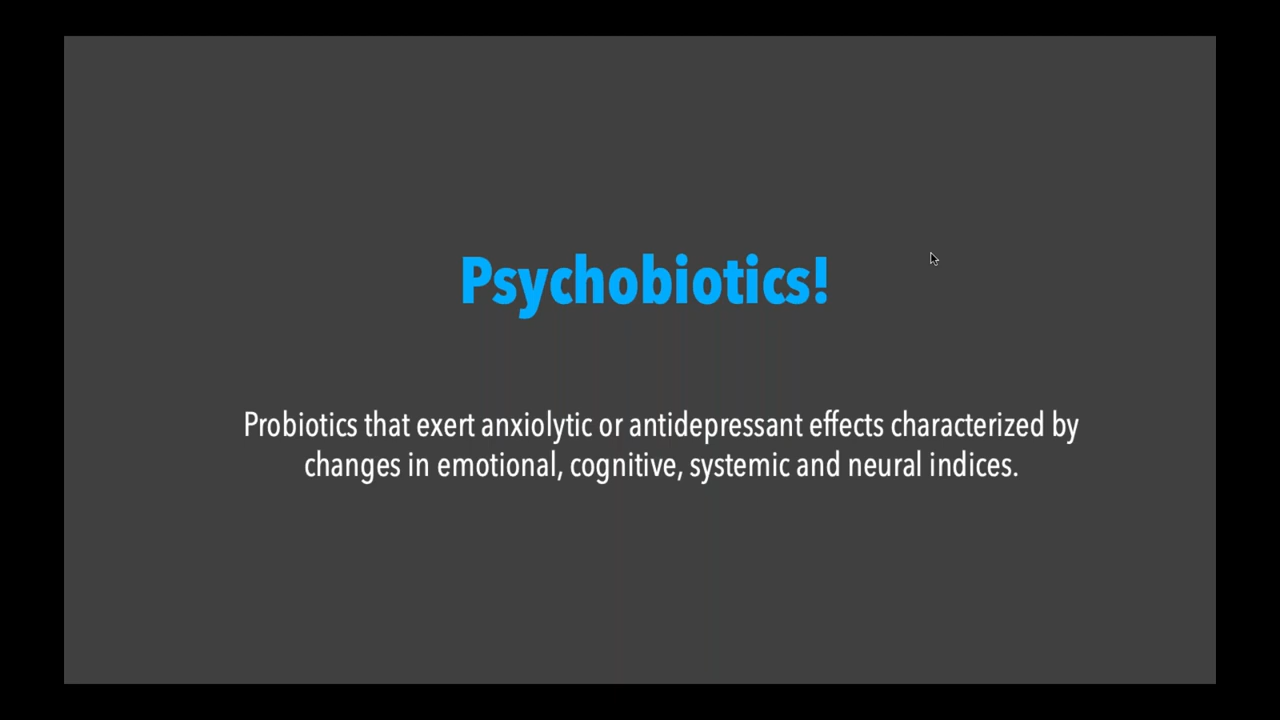 Psychobiotics!
Probiotics that exert anxiolytic or antidepressant effects characterized by
changes in emotional, cognitive, systemic and neural indices.